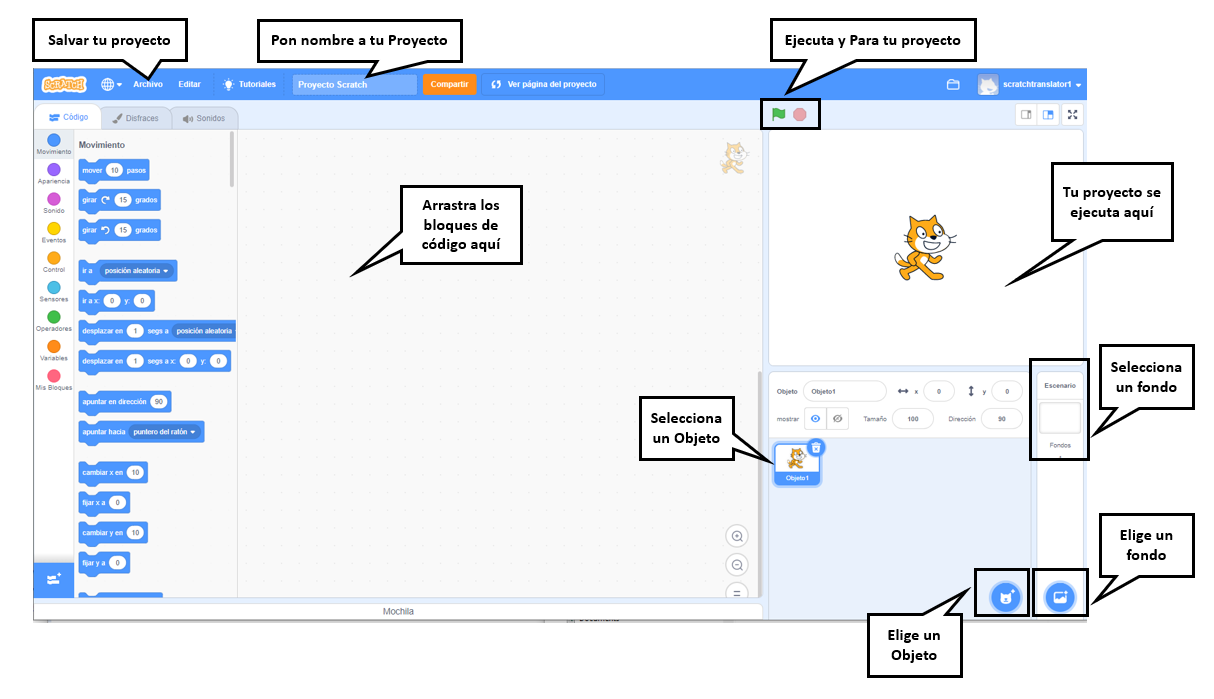 Salvar tu proyecto
Pon nombre a tu Proyecto
Ejecuta y Para tu proyecto
SCRATCH
Archivo
Editar
Tutoriales
Proyecto Scratch
Compartir
Ver página del proyecto
scratchtranslator1
Código
Disfraces
Sonidos
Movimiento
Apariencia
Sonido
Eventos
Control
Sensores
Operadores
Variables
Mis Bloques
Movimiento
mover 10 pasos
girar 15 grados
girar 15 grados
ir a posición aleatoria
ir a x: 0 y: 0
desplazar en 1 segs a posición aleatoria
desplazar en 1 segs a x: 0 y: 0
apuntar en dirección 90
apuntar hacia puntero del ratón
cambiar x en 10
fijar x a 0
cambiar y en 10
fijar y a 0
Arrastra los
bloques de
código aquí
Tu proyecto se
ejecuta aquí
Selecciona
un fondo
Selecciona
un Objeto
Objeto Objeto1 x 0 y 0
mostrar Tamaño 100 Dirección 90
Objeto1
Escenario
Fondos
Elige un
fondo
Elige un
Objeto
Mochila